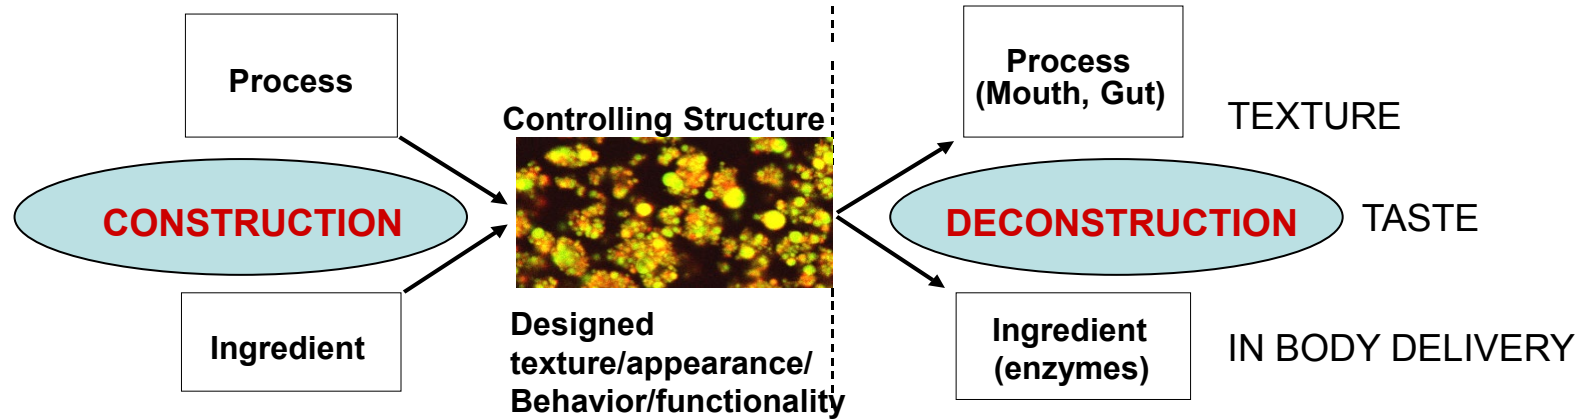 Process
CONSTRUCTION
Ingredient
Controlling Structure
Designed
texture/appearance/
Behavior/functionality
Process
(Mouth, Gut)
DECONSTRUCTION
Ingredient
(enzymes)
TEXTURE
TASTE
IN BODY DELIVERY